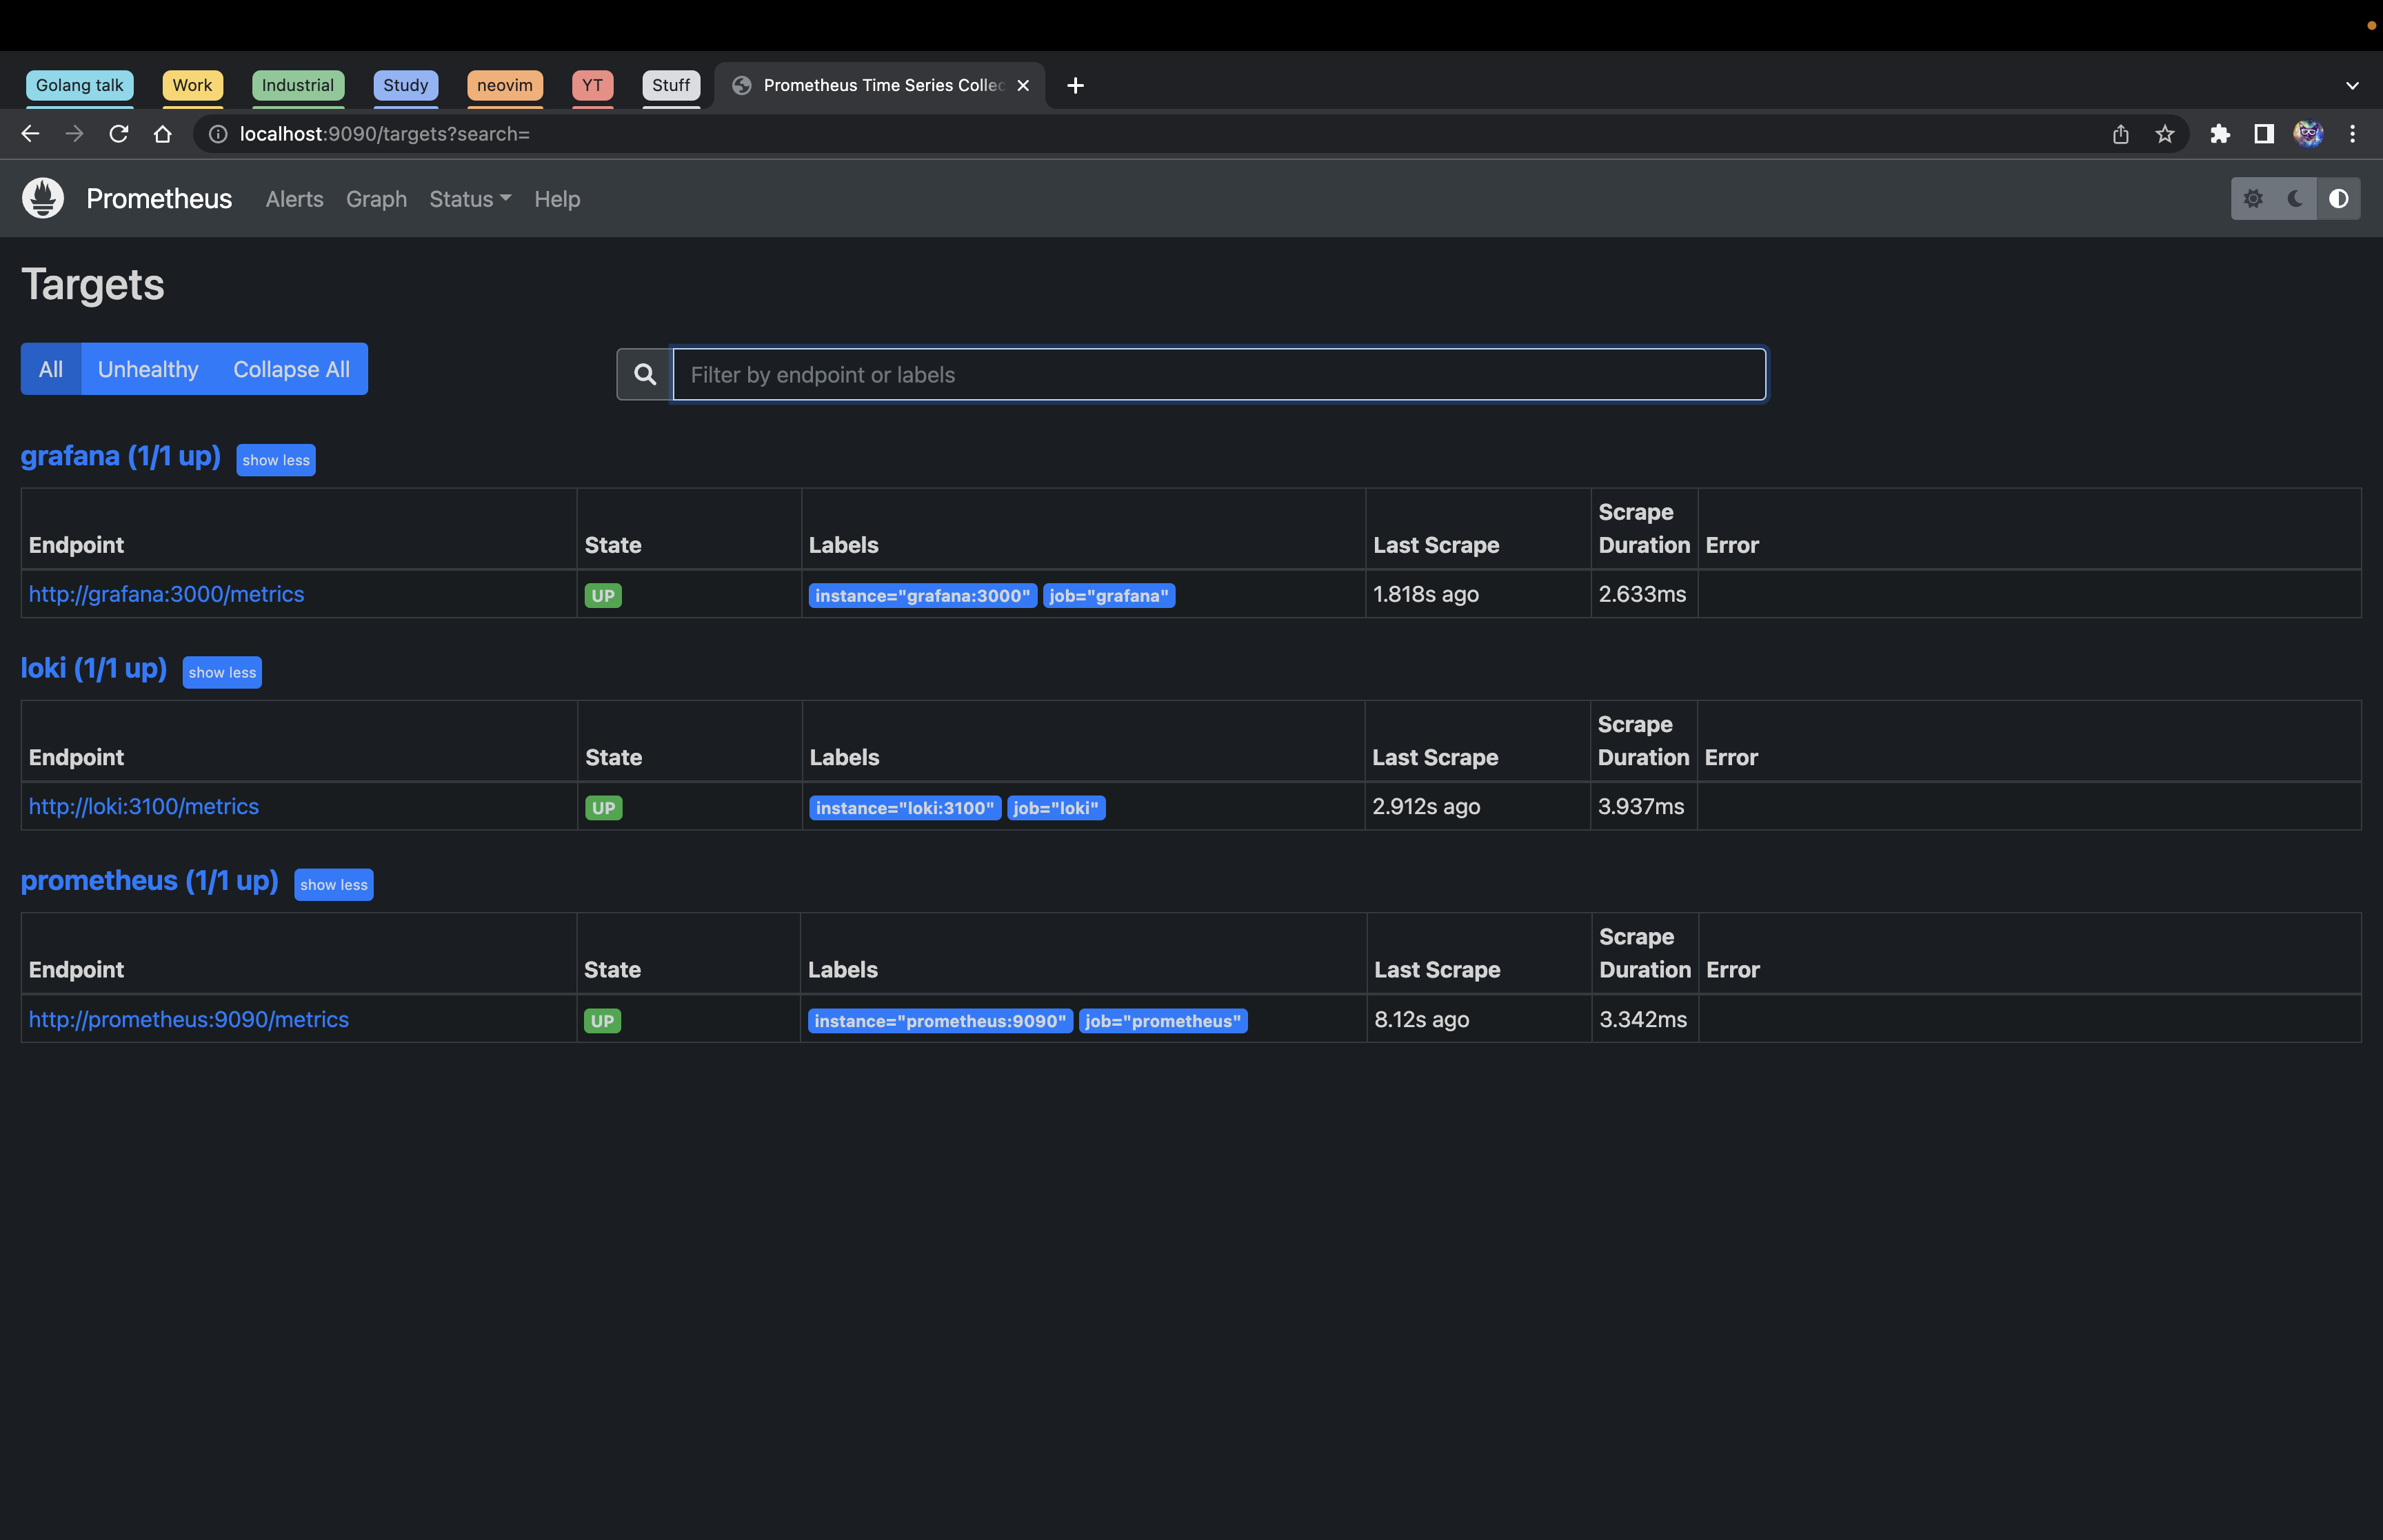 Golang talk Work Industrial Study neovim YT Stuff Prometheus Time Series Collec
localhost:9090/targets?search=
Prometheus Alerts Graph Status Help
Targets
All Unhealthy Collapse All Filter by endpoint or labels
grafana (1/1 up) show less
Endpoint State Labels Last Scrape Scrape Duration Error
http://grafana:3000/metrics UP instance="grafana:3000" job="grafana" 1.818s ago 2.633ms
loki (1/1 up) show less
Endpoint State Labels Last Scrape Scrape Duration Error
http://loki:3100/metrics UP instance="loki:3100" job="loki" 2.912s ago 3.937ms
prometheus (1/1 up) show less
Endpoint State Labels Last Scrape Scrape Duration Error
http://prometheus:9090/metrics UP instance="prometheus:9090" job="prometheus" 8.12s ago 3.342ms